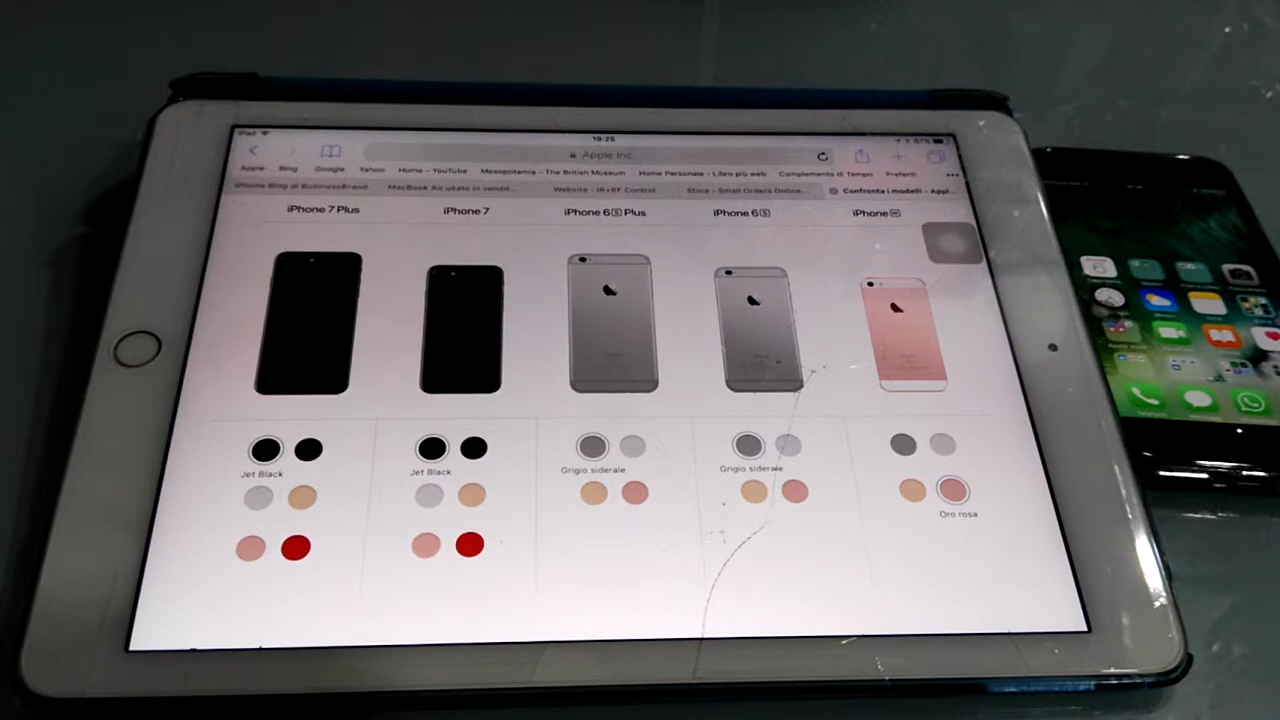 iPad 19:25 67%
Apple Inc.
Apple Bing Google Yahoo Home - YouTube Mesopotamia - The British Museum Home Personale - Libro più web Complemento di Tempo Preferiti
iPhone Blog di BusinessBrand MacBook Air usato in vendit... Website - IR+RF Control Store - Small Orders Online... Confronta i modelli - Appl...
iPhone 7 Plus iPhone 7 iPhone 6S Plus iPhone 6S iPhone SE
Jet Black Jet Black Grigio siderale Grigio siderale
Oro rosa